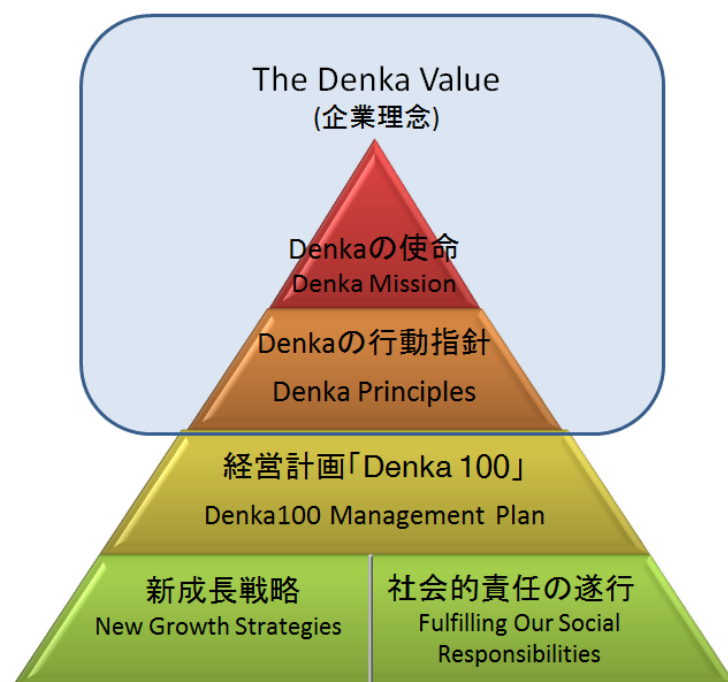 The Denka Value
(企業理念)
Denkaの使命
Denka Mission
Denkaの行動指針
Denka Principles
経営計画「Denka 100」
Denka100 Management Plan
新成長戦略
New Growth Strategies
社会的責任の遂行
Fulfilling Our Social
Responsibilities